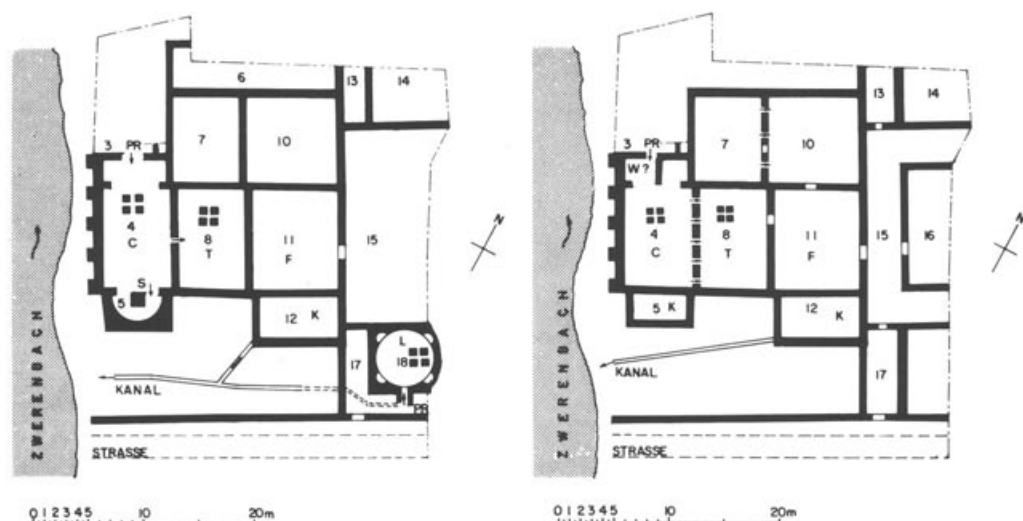 13
14
6
7
10
3 PR
4
C
8
T
11
F
15
S
5
12 K
L
18
17
PR
KANAL
ZWERENBACH
STRASSE
N
0 1 2 3 4 5 10 20m
13
14
7
10
3 PR
W?
4
C
8
T
11
F
15
16
5 K
12 K
17
KANAL
ZWERENBACH
STRASSE
N
0 1 2 3 4 5 10 20m